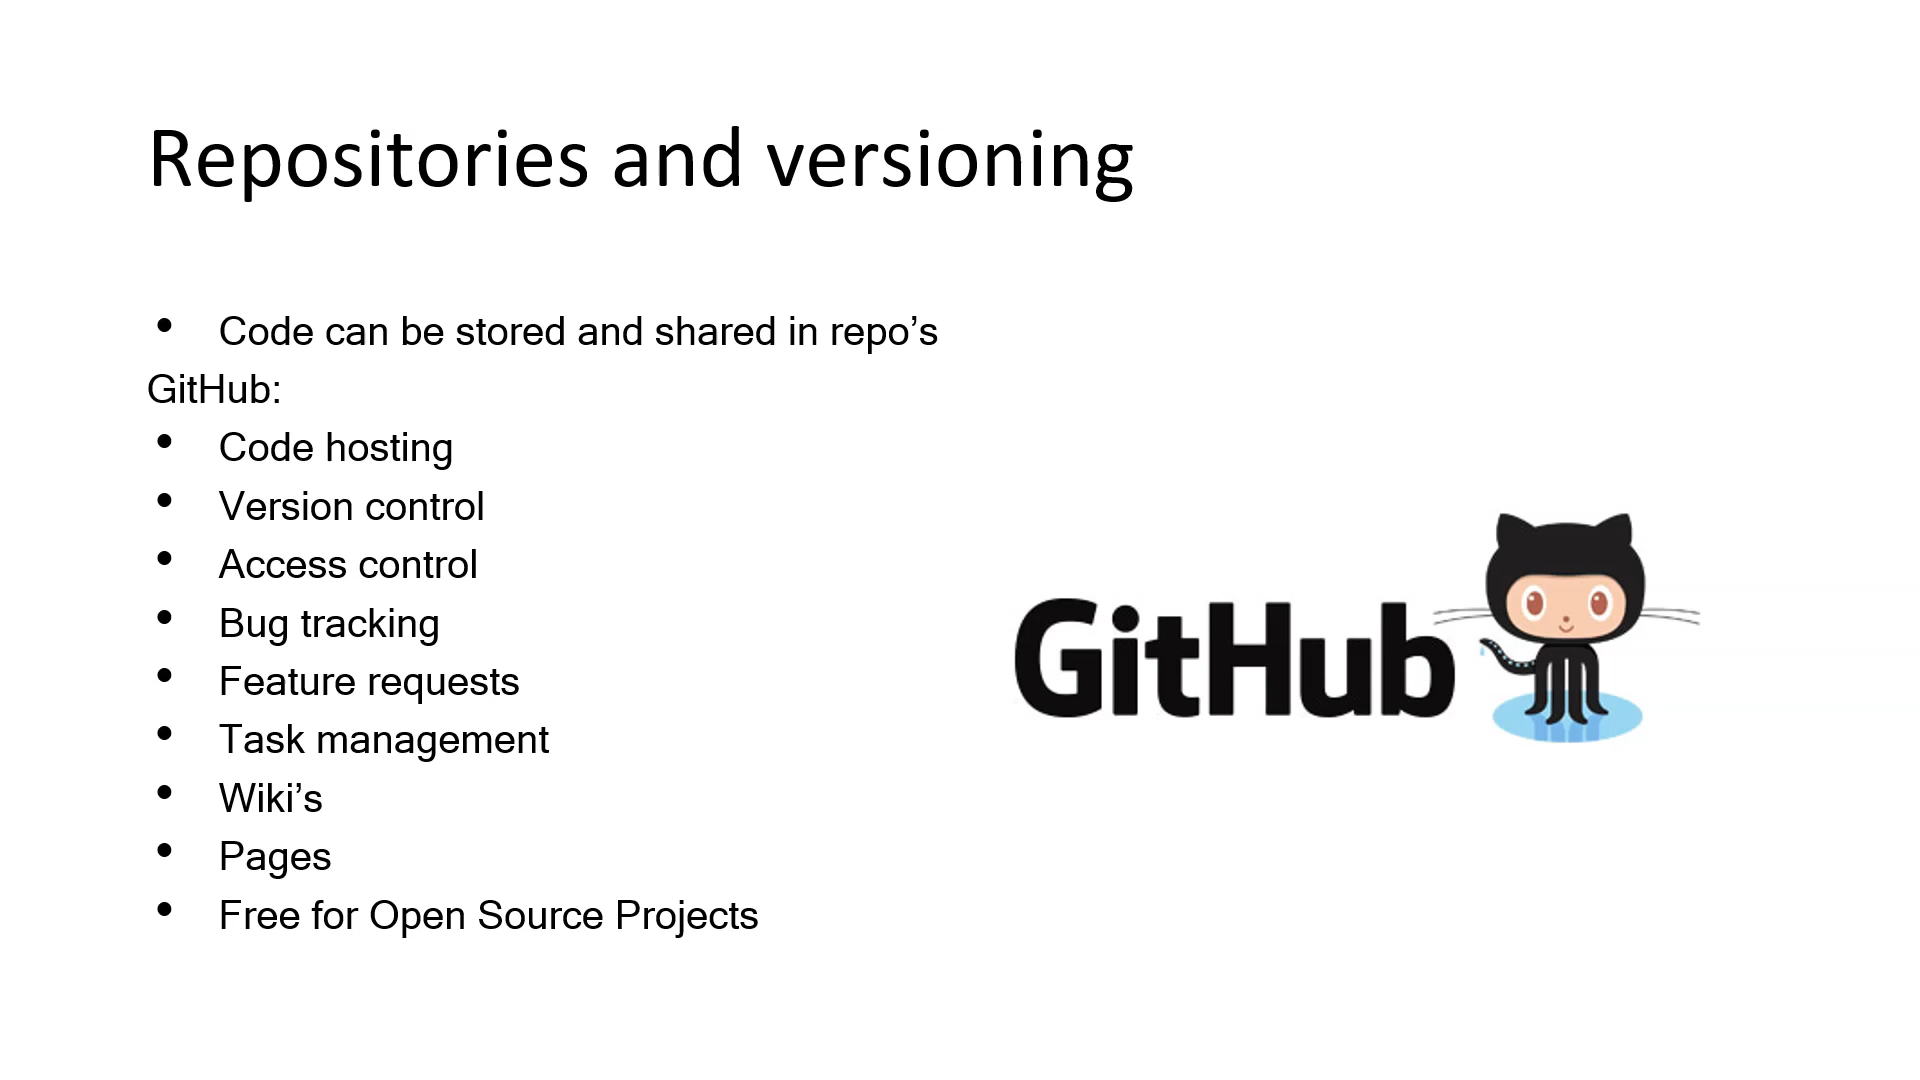 Repositories and versioning
• Code can be stored and shared in repo’s
GitHub:
• Code hosting
• Version control
• Access control
• Bug tracking
• Feature requests
• Task management
• Wiki’s
• Pages
• Free for Open Source Projects
GitHub